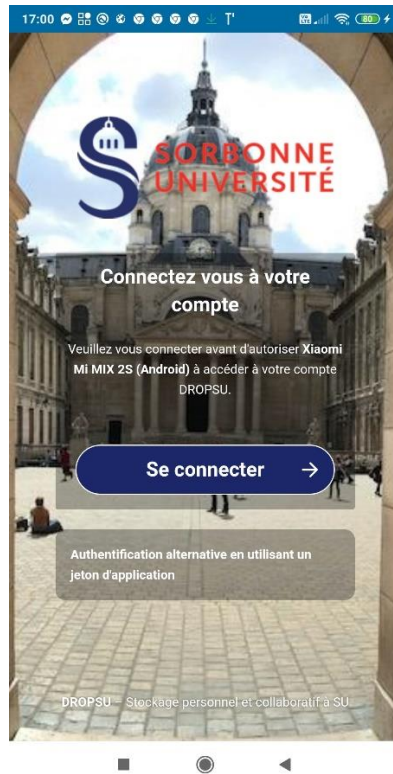 17:00
80
SORBONNE
UNIVERSITÉ
Connectez vous à votre
compte
Veuillez vous connecter avant d'autoriser Xiaomi
Mi MIX 2S (Android) à accéder à votre compte
DROPSU.
Se connecter
Authentification alternative en utilisant un
jeton d'application
DROPSU – Stockage personnel et collaboratif à SU